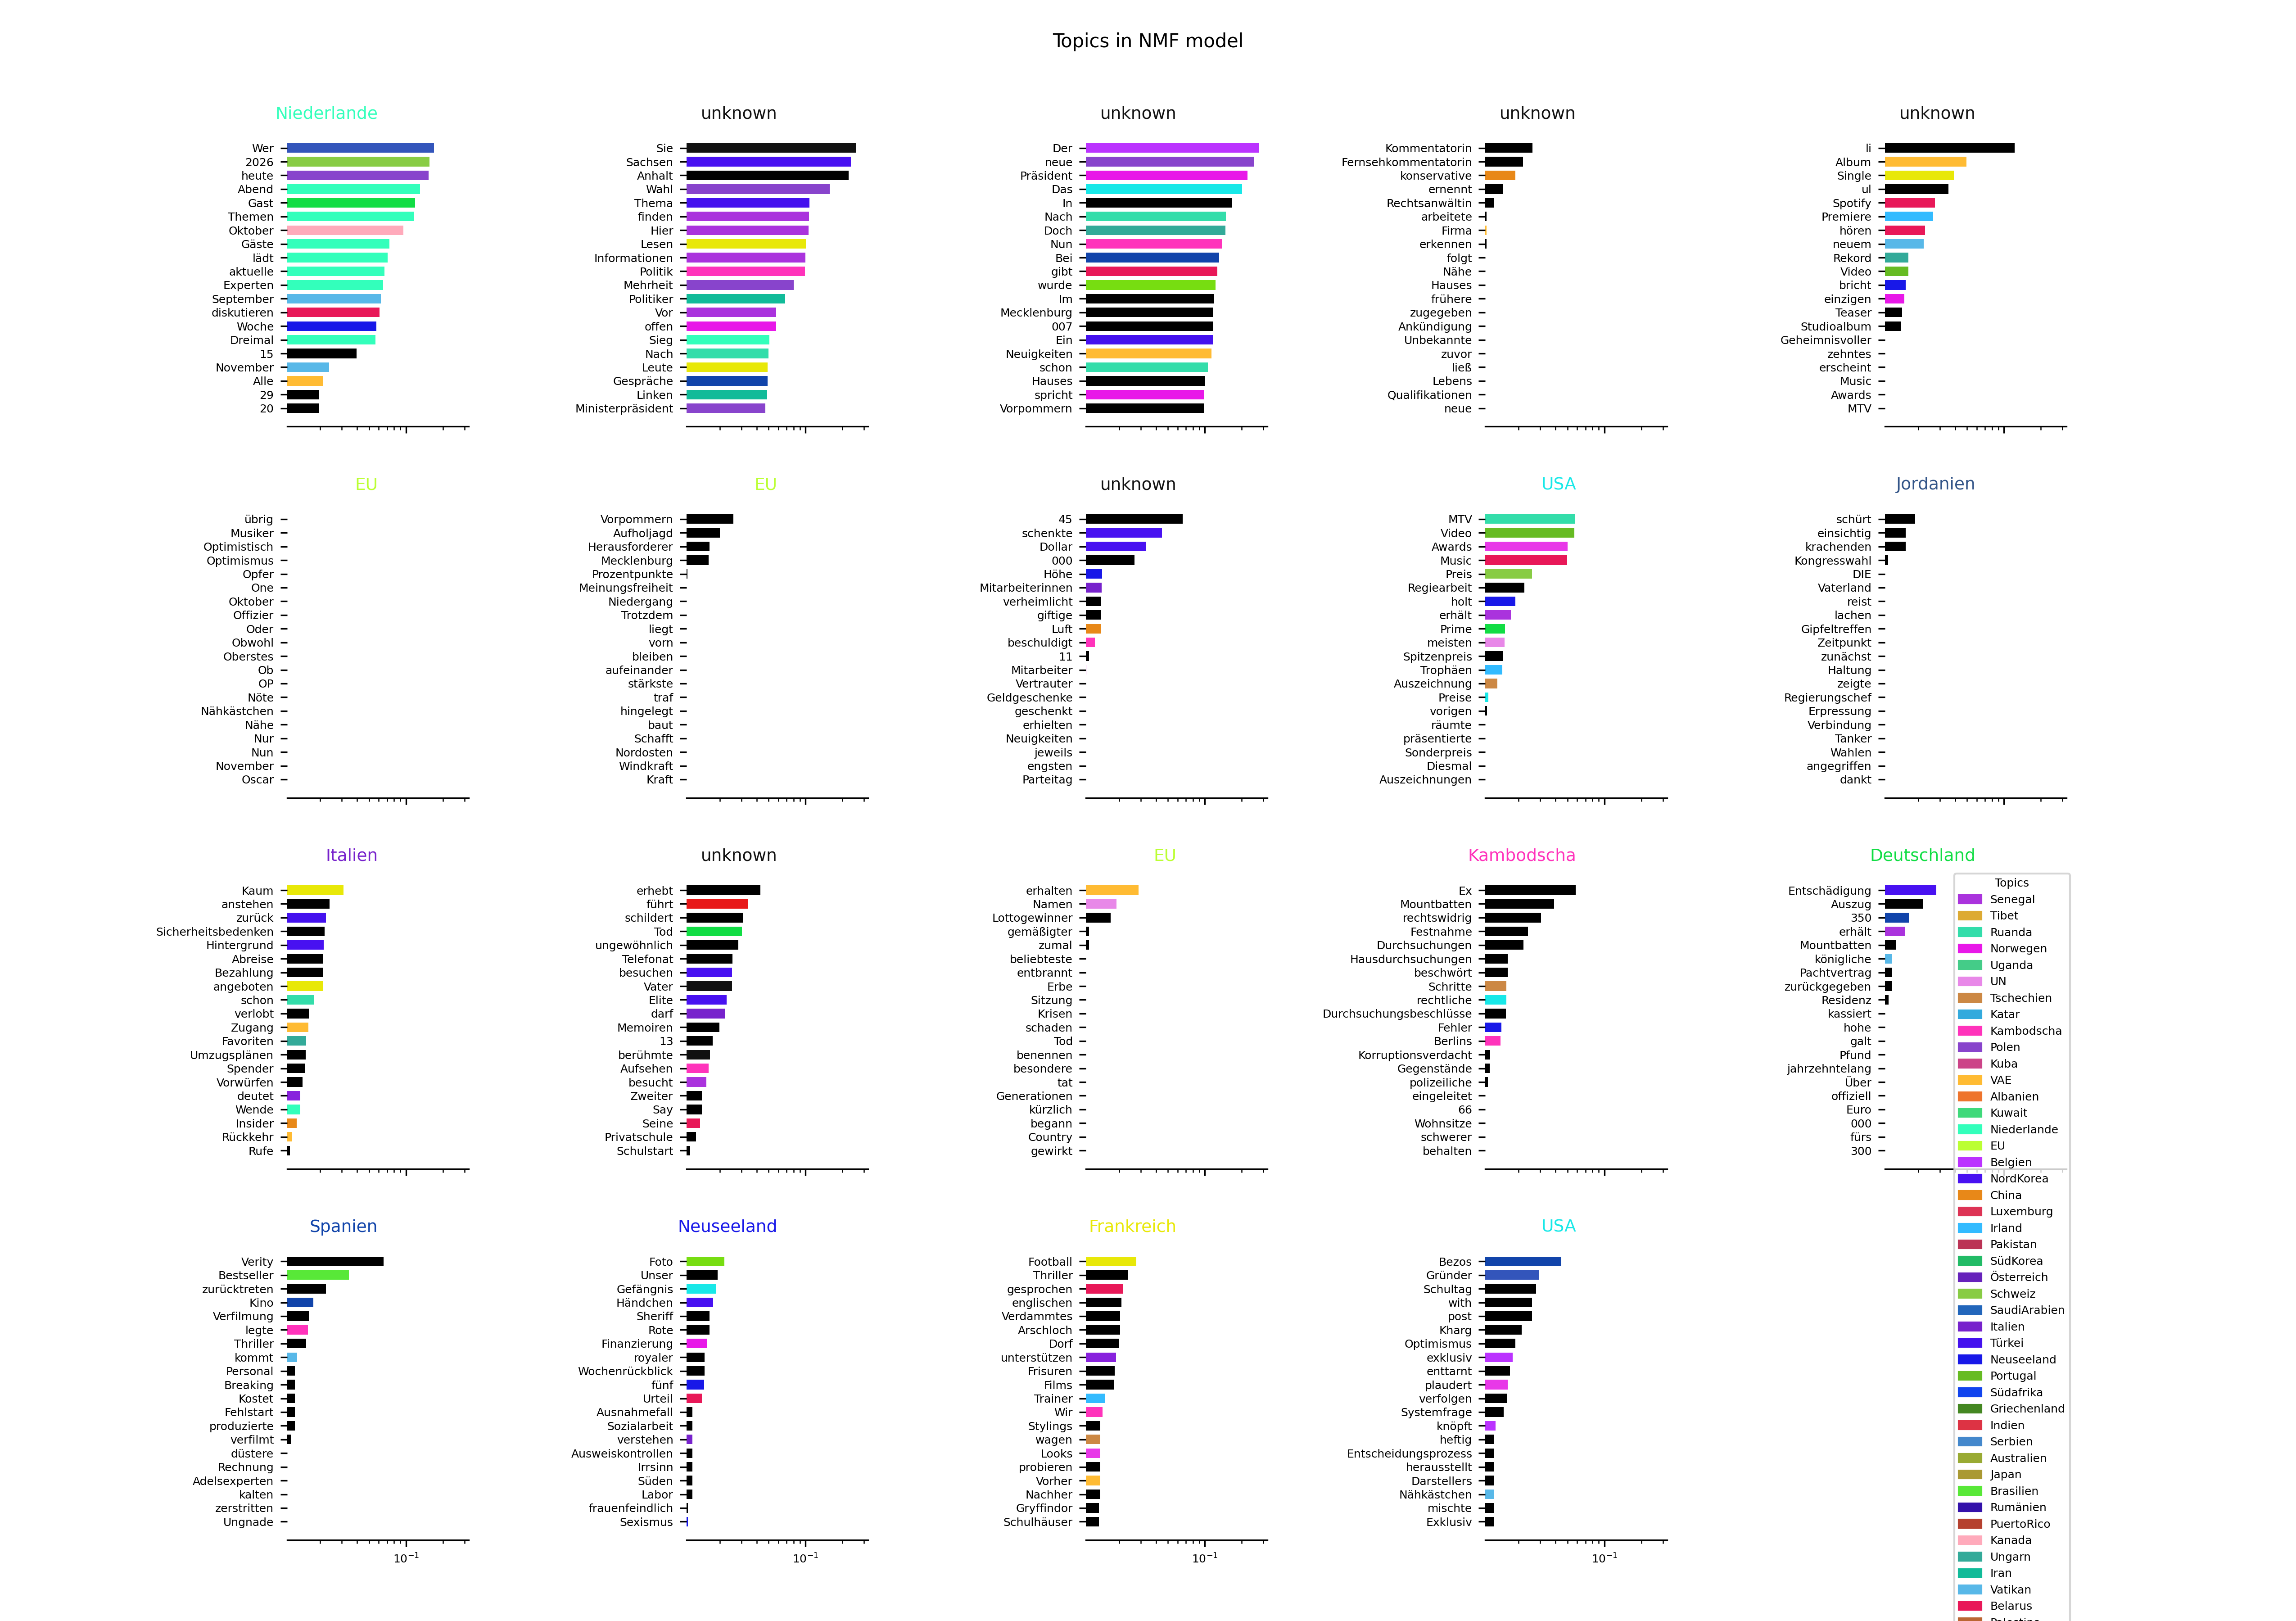 Topics in NMF model
Niederlande
Wer
2026
heute
Abend
Gast
Themen
Oktober
Gäste
lädt
aktuelle
Experten
September
diskutieren
Woche
Dreimal
15
November
Alle
29
20
unknown
Sie
Sachsen
Anhalt
Wahl
Thema
finden
Hier
Lesen
Informationen
Politik
Mehrheit
Politiker
Vor
offen
Sieg
Nach
Leute
Gespräche
Linken
Ministerpräsident
unknown
Der
neue
Präsident
Das
In
Nach
Doch
Nun
Bei
gibt
wurde
Im
Mecklenburg
007
Ein
Neuigkeiten
schon
Hauses
spricht
Vorpommern
unknown
Kommentatorin
Fernsehkommentatorin
konservative
ernennt
Rechtsanwältin
arbeitete
Firma
erkennen
folgt
Nähe
Hauses
frühere
zugegeben
Ankündigung
Unbekannte
zuvor
ließ
Lebens
Qualifikationen
neue
unknown
li
Album
Single
ul
Spotify
Premiere
hören
neuem
Rekord
Video
bricht
einzigen
Teaser
Studioalbum
Geheimnisvoller
zehntes
erscheint
Music
Awards
MTV
EU
übrig
Musiker
Optimistisch
Optimismus
Opfer
One
Oktober
Offizier
Oder
Obwohl
Oberstes
Ob
OP
Nöte
Nähkästchen
Nähe
Nur
Nun
November
Oscar
EU
Vorpommern
Aufholjagd
Herausforderer
Mecklenburg
Prozentpunkte
Meinungsfreiheit
Niedergang
Trotzdem
liegt
vorn
bleiben
aufeinander
stärkste
traf
hingelegt
baut
Schafft
Nordosten
Windkraft
Kraft
unknown
45
schenkte
Dollar
000
Höhe
Mitarbeiterinnen
verheimlicht
giftige
Luft
beschuldigt
11
Mitarbeiter
Vertrauter
Geldgeschenke
geschenkt
erhielten
Neuigkeiten
jeweils
engsten
Parteitag
USA
MTV
Video
Awards
Music
Preis
Regiearbeit
holt
erhält
Prime
meisten
Spitzenpreis
Trophäen
Auszeichnung
Preise
vorigen
räumte
präsentierte
Sonderpreis
Diesmal
Auszeichnungen
Jordanien
schürt
einsichtig
krachenden
Kongresswahl
DIE
Vaterland
reist
lachen
Gipfeltreffen
Zeitpunkt
zunächst
Haltung
zeigte
Regierungschef
Erpressung
Verbindung
Tanker
Wahlen
angegriffen
dankt
Italien
Kaum
anstehen
zurück
Sicherheitsbedenken
Hintergrund
Abreise
Bezahlung
angeboten
schon
verlobt
Zugang
Favoriten
Umzugsplänen
Spender
Vorwürfen
deutet
Wende
Insider
Rückkehr
Rufe
unknown
erhebt
führt
schildert
Tod
ungewöhnlich
Telefonat
besuchen
Vater
Elite
darf
Memoiren
13
berühmte
Aufsehen
besucht
Zweiter
Say
Seine
Privatschule
Schulstart
EU
erhalten
Namen
Lottogewinner
gemäßigter
zumal
beliebteste
entbrannt
Erbe
Sitzung
Krisen
schaden
Tod
benennen
besondere
tat
Generationen
kürzlich
begann
Country
gewirkt
Kambodscha
Ex
Mountbatten
rechtswidrig
Festnahme
Durchsuchungen
Hausdurchsuchungen
beschwört
Schritte
rechtliche
Durchsuchungsbeschlüsse
Fehler
Berlins
Korruptionsverdacht
Gegenstände
polizeiliche
eingeleitet
66
Wohnsitze
schwerer
behalten
Deutschland
Entschädigung
Auszug
350
erhält
Mountbatten
königliche
Pachtvertrag
zurückgegeben
Residenz
kassiert
hohe
galt
Pfund
jahrzehntelang
Über
offiziell
Euro
000
fürs
300
Spanien
Verity
Bestseller
zurücktreten
Kino
Verfilmung
legte
Thriller
kommt
Personal
Breaking
Kostet
Fehlstart
produzierte
verfilmt
düstere
Rechnung
Adelsexperten
kalten
zerstritten
Ungnade
10⁻¹
Neuseeland
Foto
Unser
Gefängnis
Händchen
Sheriff
Rote
Finanzierung
royaler
Wochenrückblick
fünf
Urteil
Ausnahmefall
Sozialarbeit
verstehen
Ausweiskontrollen
Irrsinn
Süden
Labor
frauenfeindlich
Sexismus
10⁻¹
Frankreich
Football
Thriller
gesprochen
englischen
Verdammtes
Arschloch
Dorf
unterstützen
Frisuren
Films
Trainer
Wir
Stylings
wagen
Looks
probieren
Vorher
Nachher
Gryffindor
Schulhäuser
10⁻¹
USA
Bezos
Gründer
Schultag
with
post
Kharg
Optimismus
exklusiv
enttarnt
plaudert
verfolgen
Systemfrage
knöpft
heftig
Entscheidungsprozess
herausstellt
Darstellers
Nähkästchen
mischte
Exklusiv
10⁻¹
Topics
Senegal
Tibet
Ruanda
Norwegen
Uganda
UN
Tschechien
Katar
Kambodscha
Polen
Kuba
VAE
Albanien
Kuwait
Niederlande
EU
Belgien
NordKorea
China
Luxemburg
Irland
Pakistan
SüdKorea
Österreich
Schweiz
SaudiArabien
Italien
Türkei
Neuseeland
Portugal
Südafrika
Griechenland
Indien
Serbien
Australien
Japan
Brasilien
Rumänien
PuertoRico
Kanada
Ungarn
Iran
Vatikan
Belarus